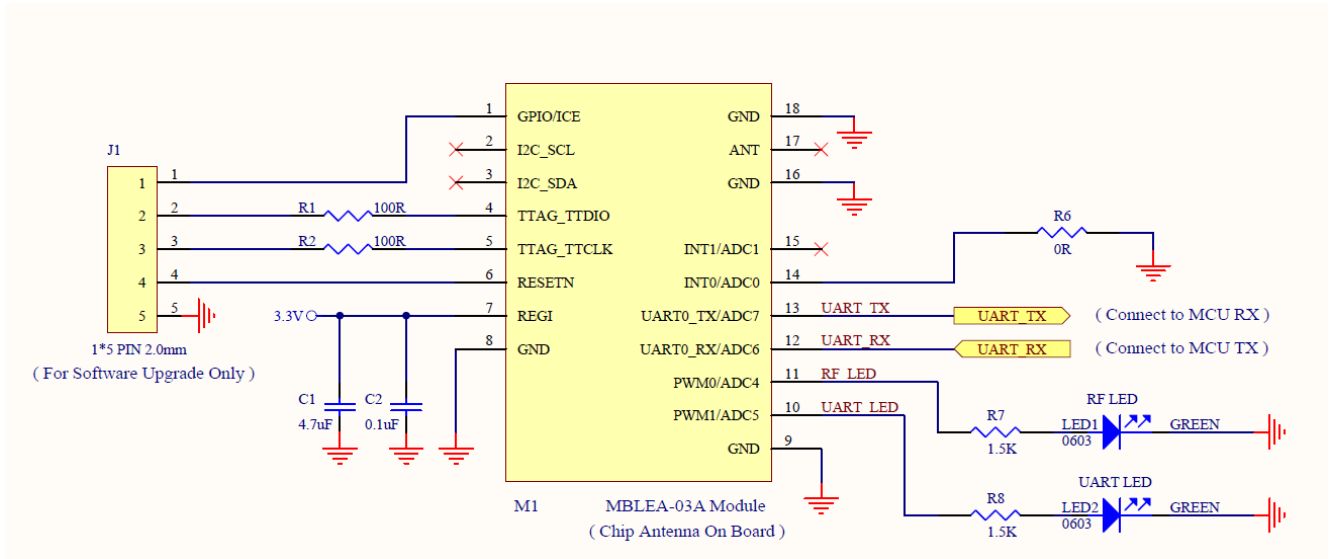 J1
1 1
2 2
3 3
4 4
5 5
1*5 PIN 2.0mm
( For Software Upgrade Only )
R1 100R
R2 100R
3.3V
C1
4.7uF
C2
0.1uF
1 GPIO/ICE
2 I2C_SCL
3 I2C_SDA
4 TTAG_TTDIO
5 TTAG_TTCLK
6 RESETN
7 REGI
8 GND
GND 18
ANT 17
GND 16
INT1/ADC1 15
INT0/ADC0 14
UART0_TX/ADC7 13
UART0_RX/ADC6 12
PWM0/ADC4 11
PWM1/ADC5 10
GND 9
M1 MBLEA-03A Module
( Chip Antenna On Board )
R6
0R
UART_TX UART_TX ( Connect to MCU RX )
UART_RX UART_RX ( Connect to MCU TX )
RF_LED
UART_LED
RF LED
R7 LED1 GREEN
1.5K 0603
UART LED
R8 LED2 GREEN
1.5K 0603